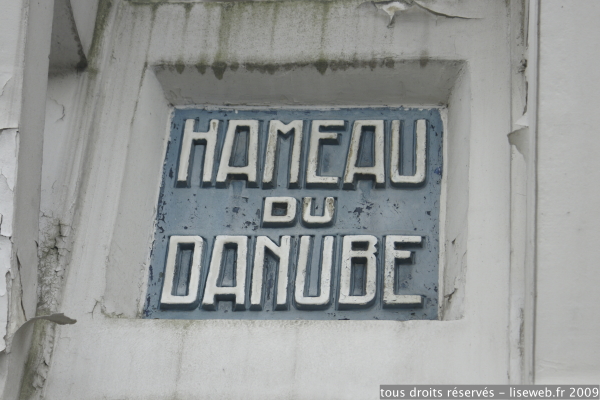 HAMEAU
DU
DANUBE
tous droits réservés - liseweb.fr 2009